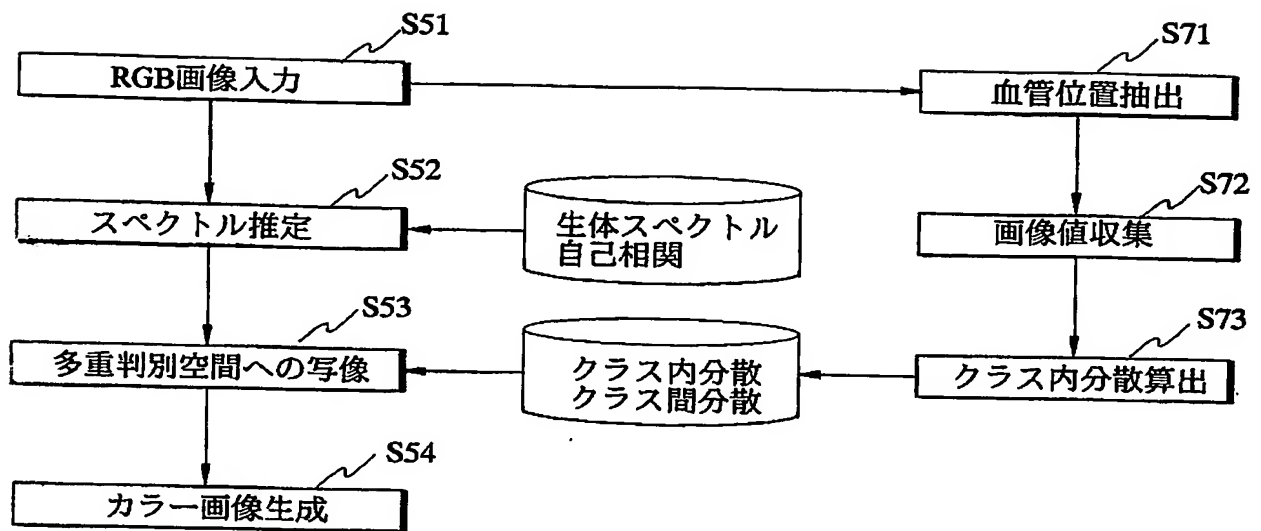 S51
RGB画像入力
S71
血管位置抽出
S52
スペクトル推定
生体スペクトル
自己相関
S72
画像値収集
S53
多重判別空間への写像
クラス内分散
クラス間分散
S73
クラス内分散算出
S54
カラー画像生成